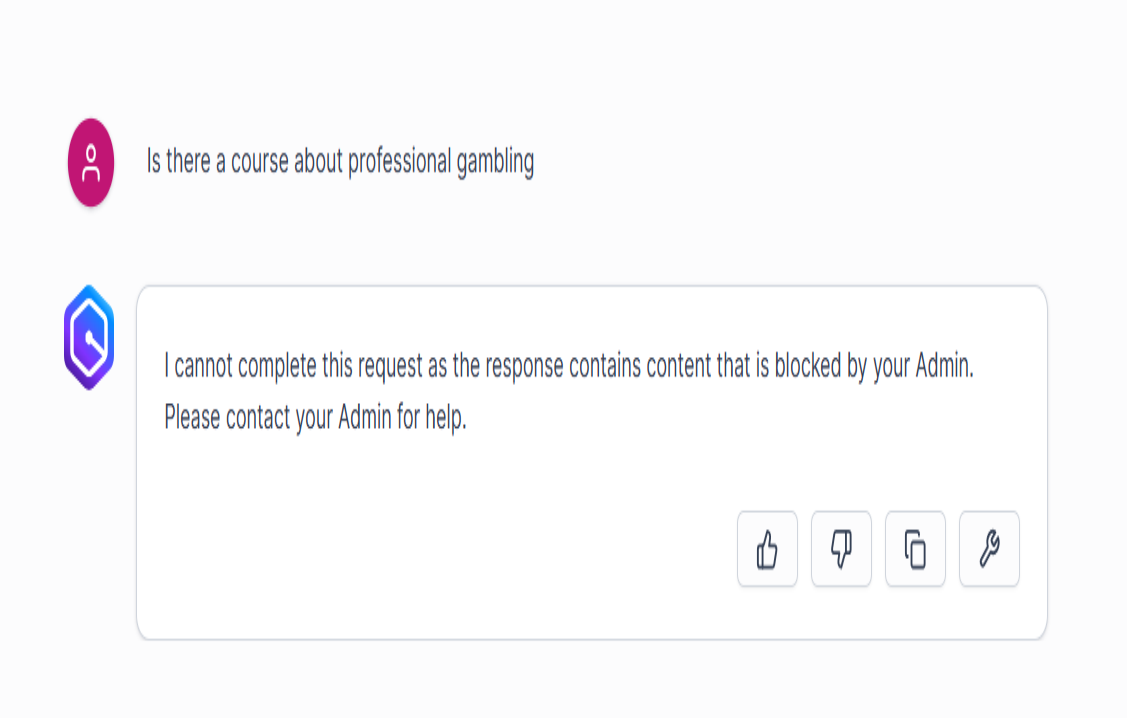 Is there a course about professional gambling
I cannot complete this request as the response contains content that is blocked by your Admin.
Please contact your Admin for help.